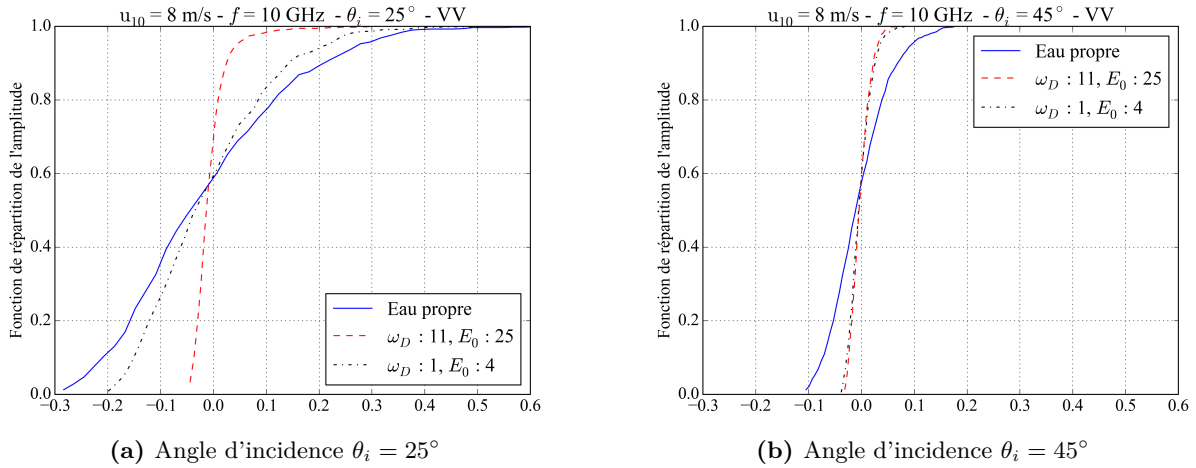 u₁₀ = 8 m/s - f = 10 GHz - θᵢ = 25° - VV
Fonction de répartition de l'amplitude
1.0
0.8
0.6
0.4
0.2
0.0
−0.3 −0.2 −0.1 0.0 0.1 0.2 0.3 0.4 0.5 0.6
Eau propre
ω_D : 11, E₀ : 25
ω_D : 1, E₀ : 4
(a) Angle d'incidence θᵢ = 25°
u₁₀ = 8 m/s - f = 10 GHz - θᵢ = 45° - VV
Fonction de répartition de l'amplitude
1.0
0.8
0.6
0.4
0.2
0.0
−0.3 −0.2 −0.1 0.0 0.1 0.2 0.3 0.4 0.5 0.6
Eau propre
ω_D : 11, E₀ : 25
ω_D : 1, E₀ : 4
(b) Angle d'incidence θᵢ = 45°